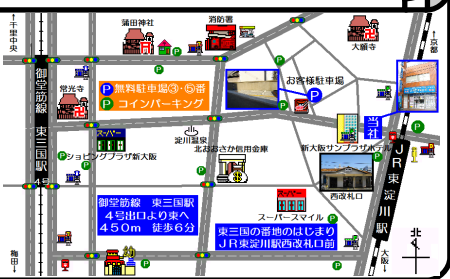 ←千里中央
蒲田神社
消防署
大願寺
京都→
御堂筋線 東三国駅
4号
常光寺
P 無料駐車場③・⑤番
P コインパーキング
お客様駐車場
P
当社
スーパー
ショッピングプラザ新大阪
淀川温泉
北おおさか信用金庫
新大阪サンプラザホテル
JR東淀川駅
西改札口
御堂筋線 東三国駅
4号出口より東へ
450m 徒歩6分
スーパー
スーパースマイル
東三国の番地のはじまり
JR東淀川駅西改札口前
北
梅田→
大阪→